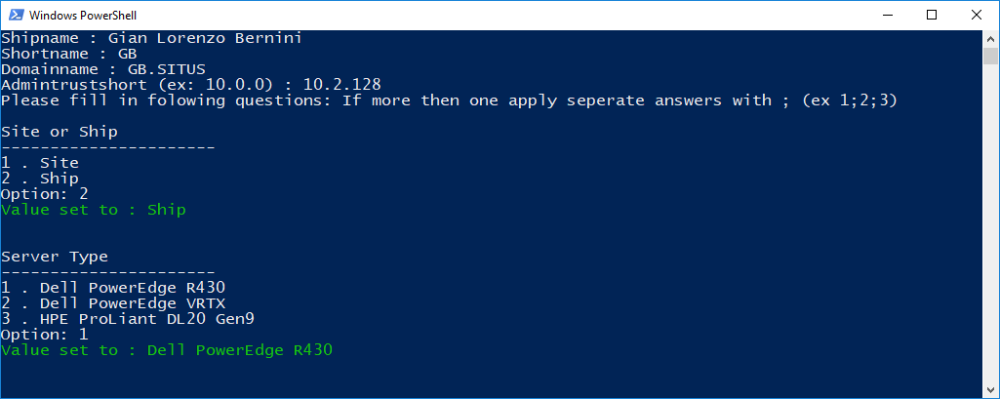 Windows PowerShell
Shipname : Gian Lorenzo Bernini
Shortname : GB
Domainname : GB.SITUS
Admintrustshort (ex: 10.0.0) : 10.2.128
Please fill in folowing questions: If more then one apply seperate answers with ; (ex 1;2;3)
Site or Ship
----------------------
1 . Site
2 . Ship
Option: 2
Value set to : Ship
Server Type
----------------------
1 . Dell PowerEdge R430
2 . Dell PowerEdge VRTX
3 . HPE ProLiant DL20 Gen9
Option: 1
Value set to : Dell PowerEdge R430